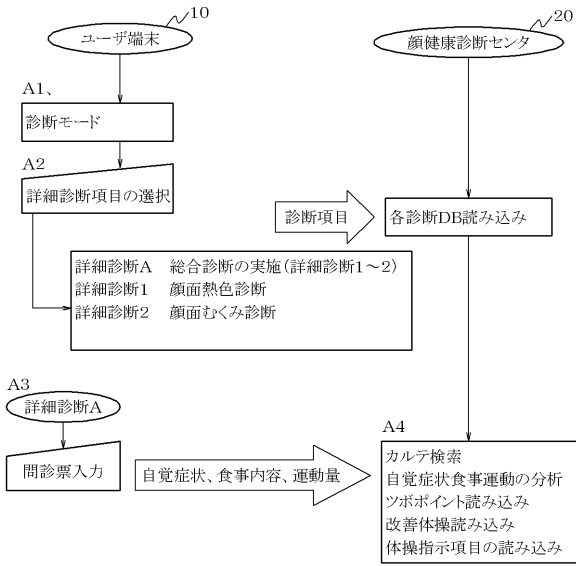 10
ユーザ端末
20
顔健康診断センタ
A1、
診断モード
A2
詳細診断項目の選択
診断項目
各診断DB読み込み
詳細診断A　総合診断の実施(詳細診断1～2)
詳細診断1　顔面熱色診断
詳細診断2　顔面むくみ診断
A3
詳細診断A
問診票入力
自覚症状、食事内容、運動量
A4
カルテ検索
自覚症状食事運動の分析
ツボポイント読み込み
改善体操読み込み
体操指示項目の読み込み